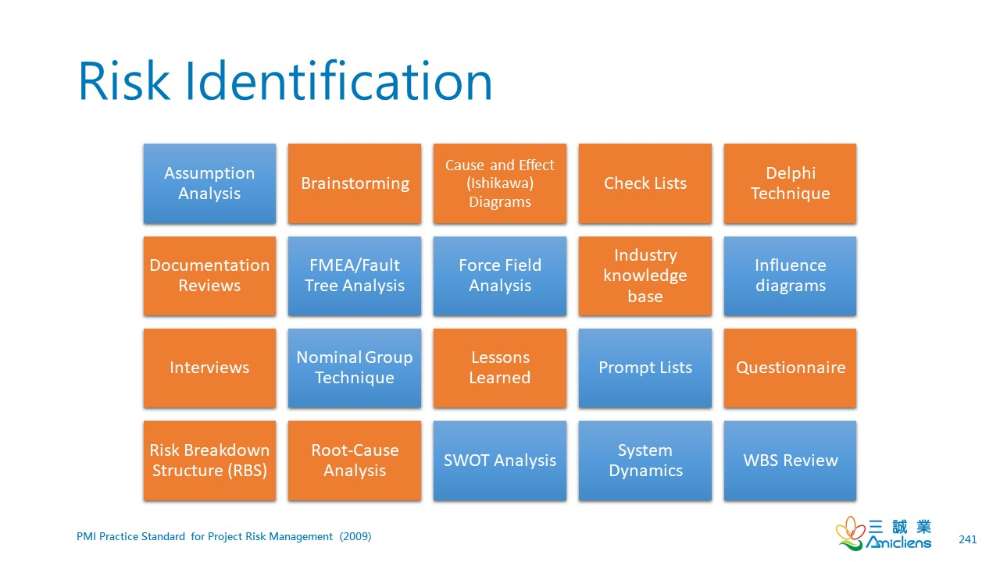 Risk Identification
Assumption
Analysis
Brainstorming
Cause and Effect
(Ishikawa)
Diagrams
Check Lists
Delphi
Technique
Documentation
Reviews
FMEA/Fault
Tree Analysis
Force Field
Analysis
Industry
knowledge
base
Influence
diagrams
Interviews
Nominal Group
Technique
Lessons
Learned
Prompt Lists
Questionnaire
Risk Breakdown
Structure (RBS)
Root-Cause
Analysis
SWOT Analysis
System
Dynamics
WBS Review
PMI Practice Standard for Project Risk Management (2009)
三誠業
Amicliens
241